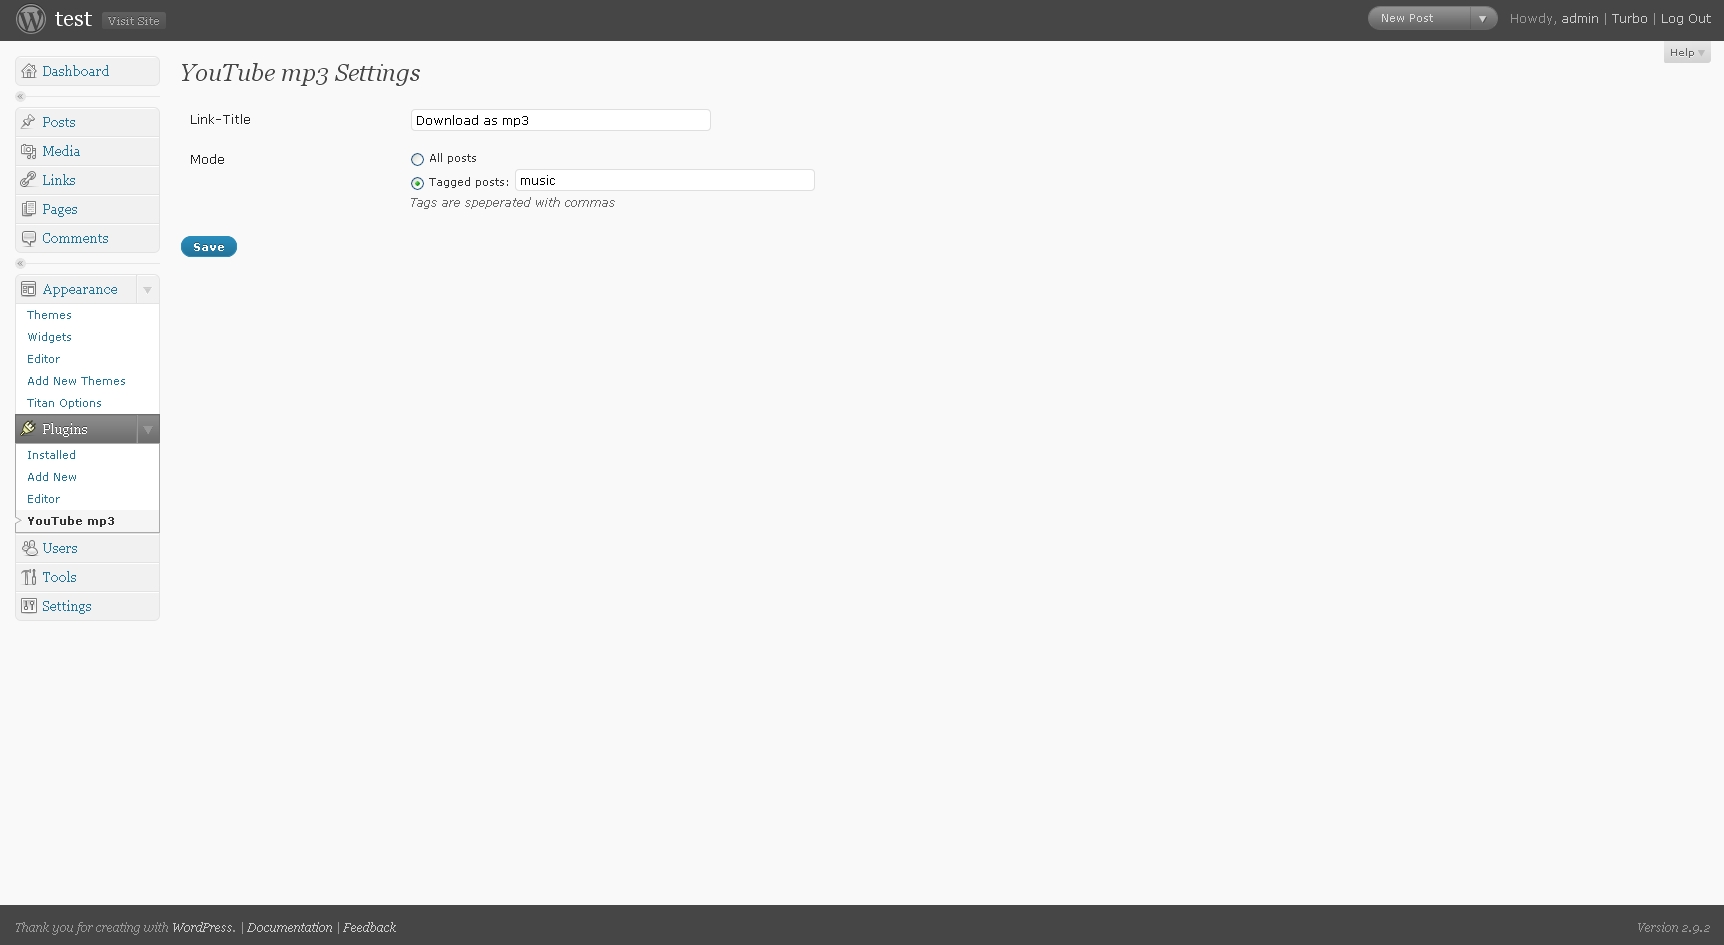 test Visit Site New Post Howdy, admin | Turbo | Log Out
Help
Dashboard
Posts
Media
Links
Pages
Comments
Appearance
Themes
Widgets
Editor
Add New Themes
Titan Options
Plugins
Installed
Add New
Editor
YouTube mp3
Users
Tools
Settings
YouTube mp3 Settings
Link-Title Download as mp3
Mode All posts
Tagged posts: music
Tags are speperated with commas
Save
Thank you for creating with WordPress. | Documentation | Feedback Version 2.9.2